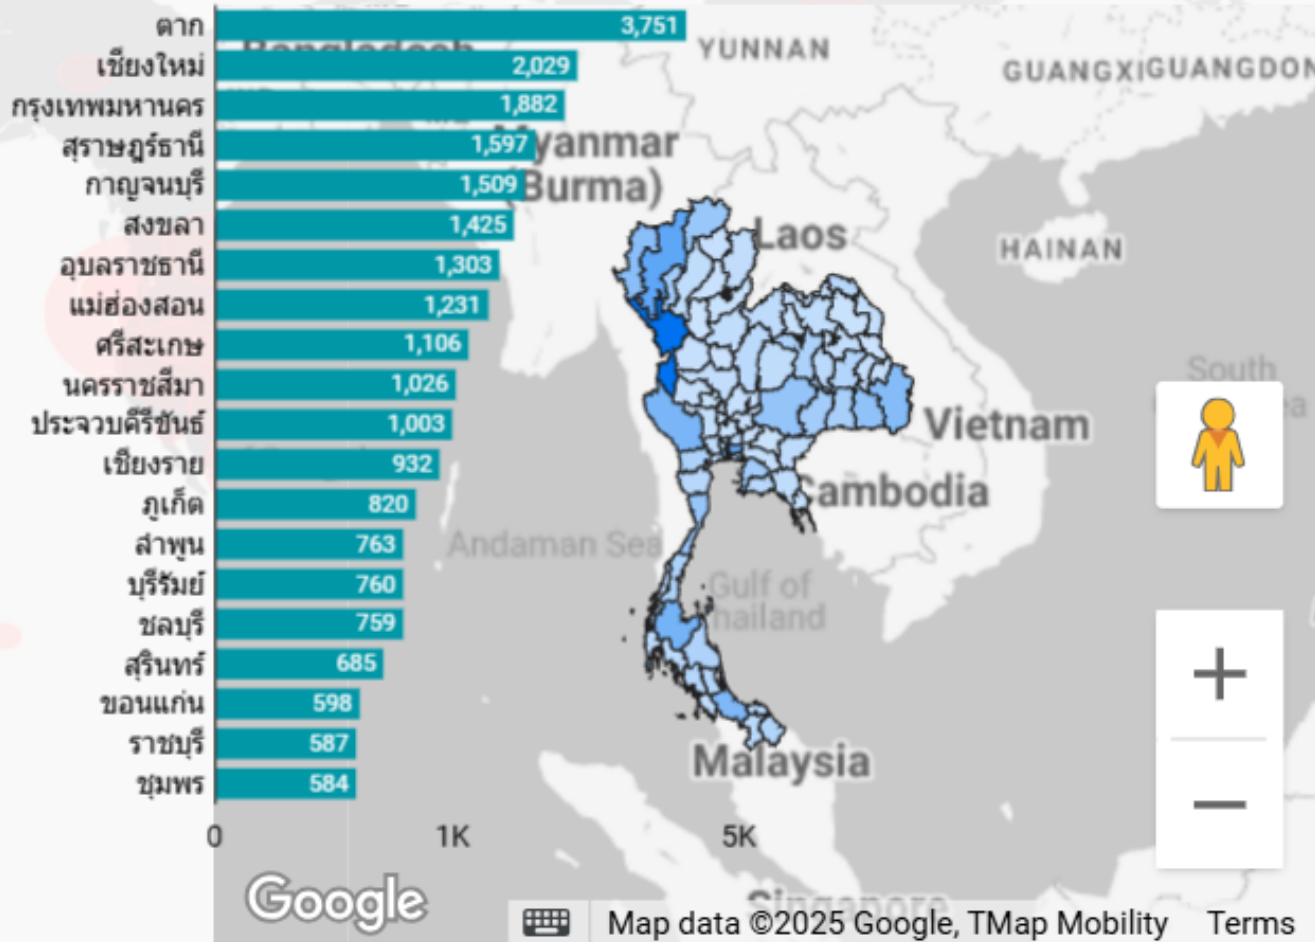 ตาก 3,751
เชียงใหม่ 2,029
กรุงเทพมหานคร 1,882
สุราษฎร์ธานี 1,597
กาญจนบุรี 1,509
สงขลา 1,425
อุบลราชธานี 1,303
แม่ฮ่องสอน 1,231
ศรีสะเกษ 1,106
นครราชสีมา 1,026
ประจวบคีรีขันธ์ 1,003
เชียงราย 932
ภูเก็ต 820
ลำพูน 763
บุรีรัมย์ 760
ชลบุรี 759
สุรินทร์ 685
ขอนแก่น 598
ราชบุรี 587
ชุมพร 584
0 1K 5K
YUNNAN
GUANGXI
Myanmar
(Burma)
Laos
HAINAN
South
Vietnam
Cambodia
Andaman Sea
Gulf of
Malaysia
Singapore
Google
Map data ©2025 Google, TMap Mobility
Terms